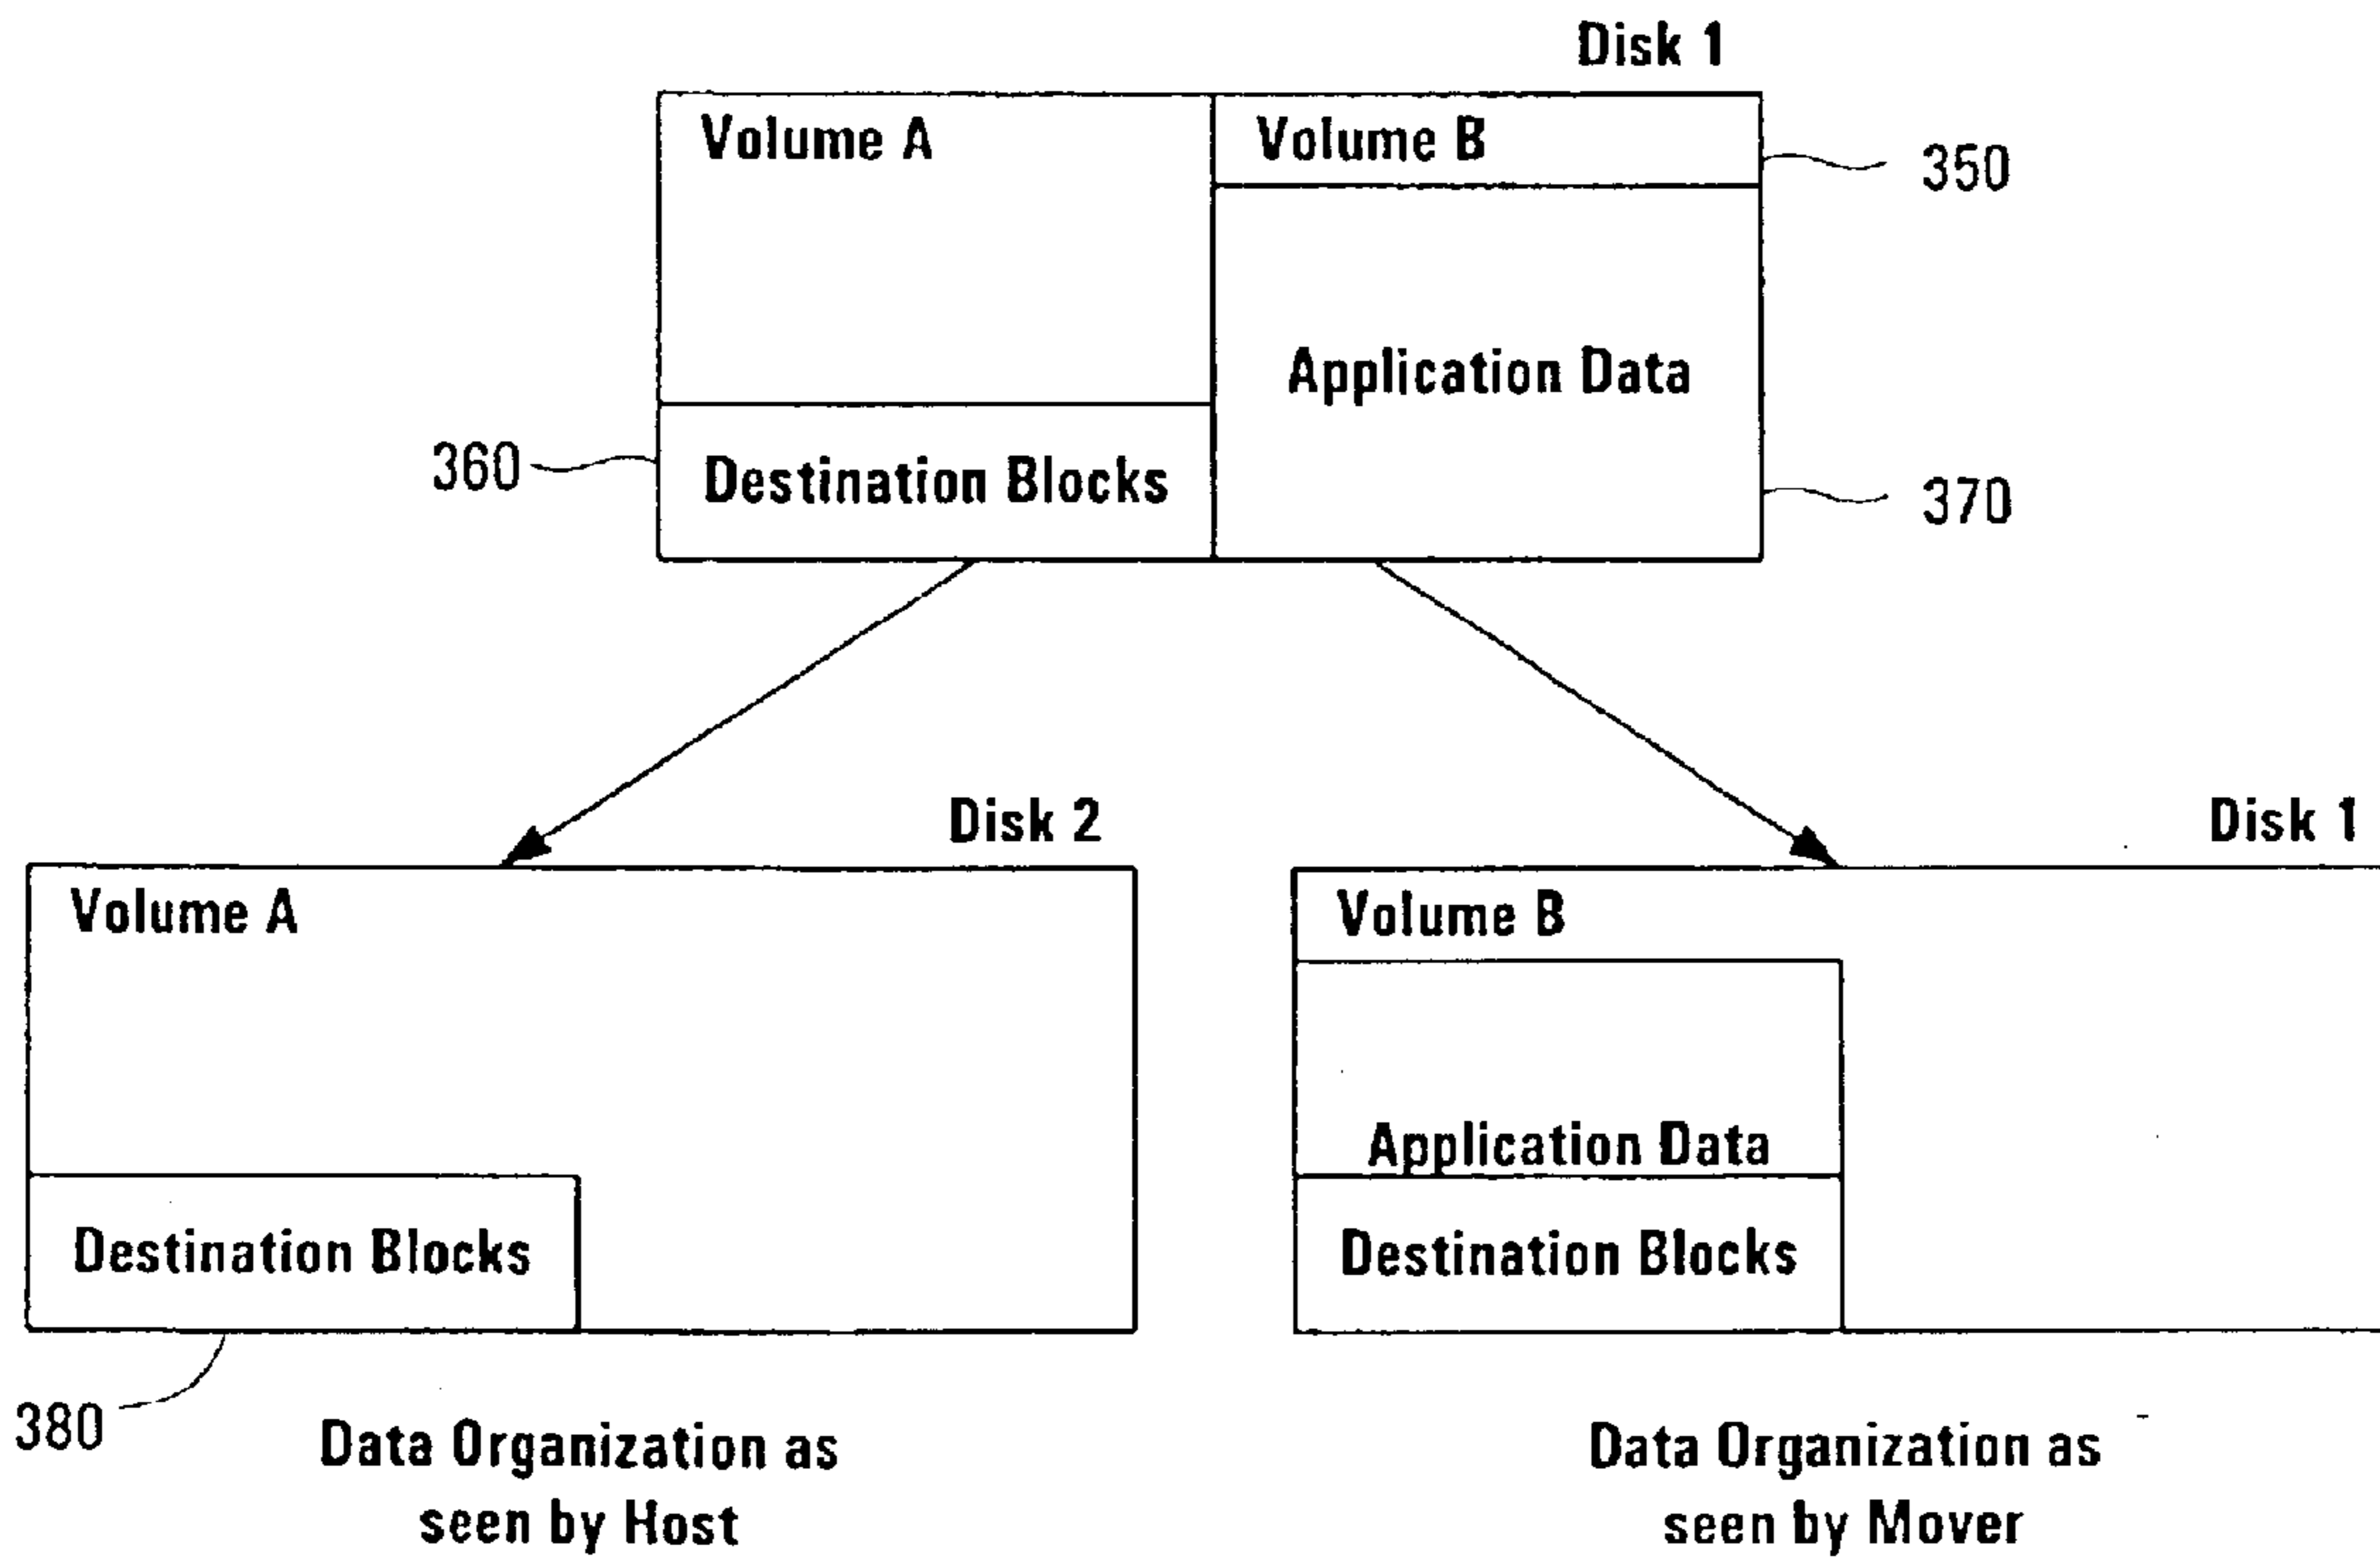 Disk 1
Volume A
Volume B
350
Application Data
360
Destination Blocks
370
Disk 2
Disk 1
Volume A
Volume B
Application Data
Destination Blocks
Destination Blocks
380
Data Organization as
seen by Host
Data Organization as
seen by Mover